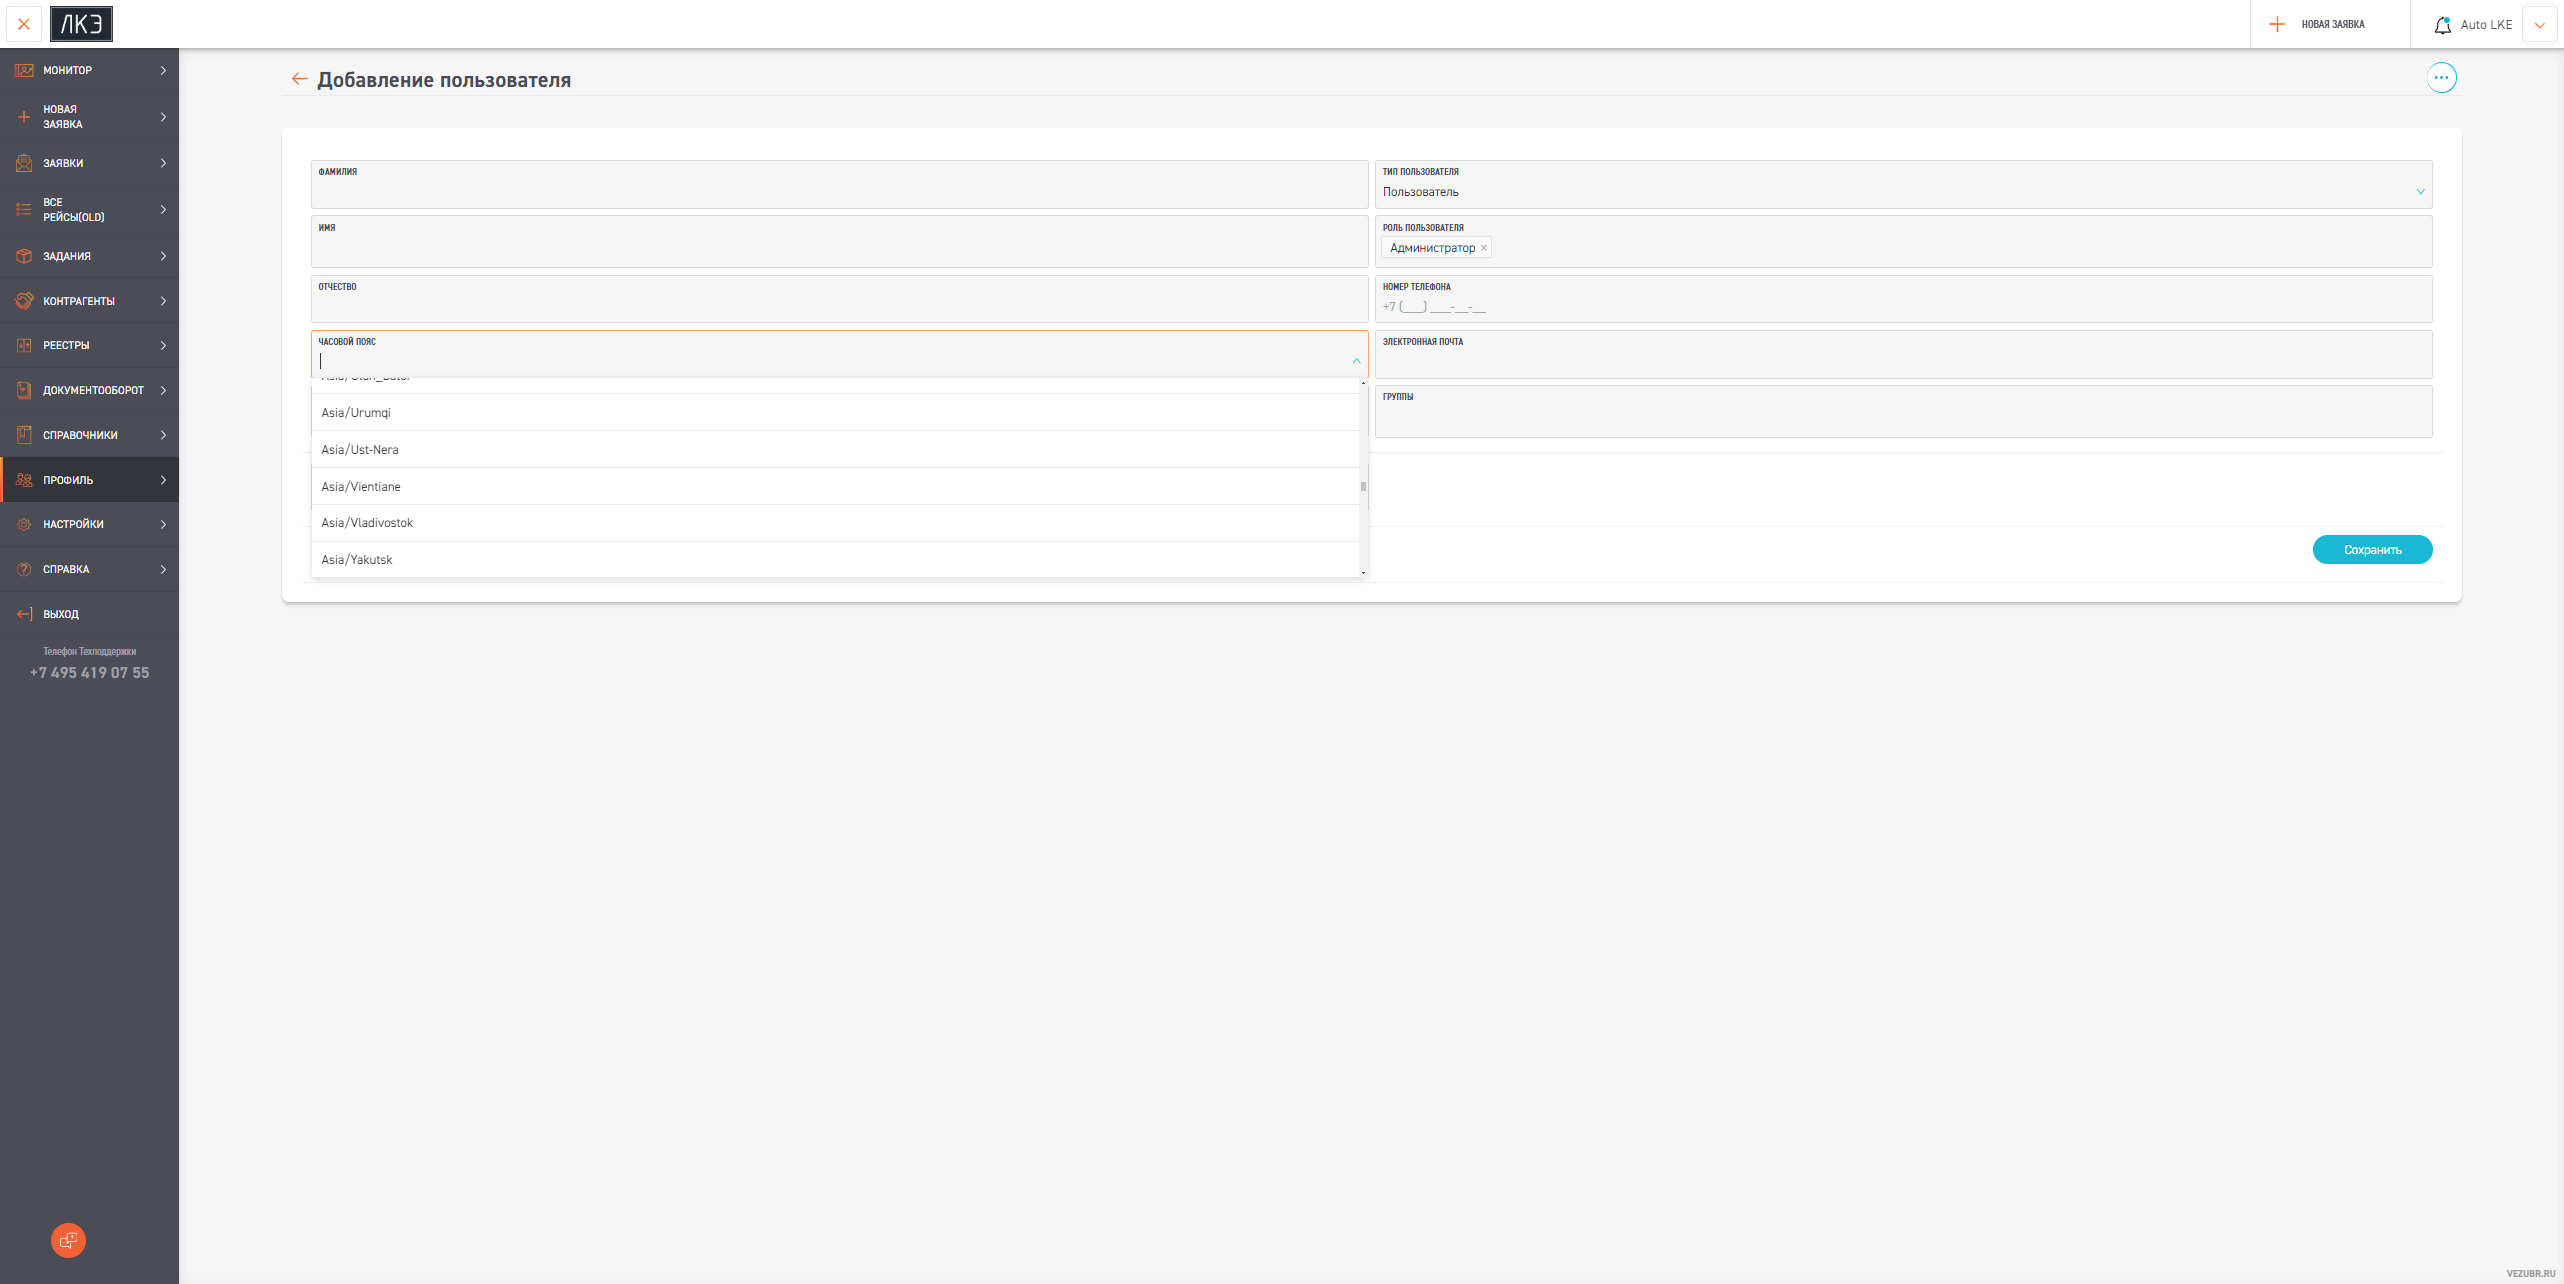 ЛКЭ
НОВАЯ ЗАЯВКА
Auto LKE
МОНИТОР
НОВАЯ
ЗАЯВКА
ЗАЯВКИ
ВСЕ
РЕЙСЫ(OLD)
ЗАДАНИЯ
КОНТРАГЕНТЫ
РЕЕСТРЫ
ДОКУМЕНТООБОРОТ
СПРАВОЧНИКИ
ПРОФИЛЬ
НАСТРОЙКИ
СПРАВКА
ВЫХОД
Телефон Техподдержки
+7 495 419 07 55
Добавление пользователя
ФАМИЛИЯ
ТИП ПОЛЬЗОВАТЕЛЯ
Пользователь
ИМЯ
РОЛЬ ПОЛЬЗОВАТЕЛЯ
Администратор
ОТЧЕСТВО
НОМЕР ТЕЛЕФОНА
+7 (___) ___-__-__
ЧАСОВОЙ ПОЯС
ЭЛЕКТРОННАЯ ПОЧТА
ГРУППЫ
Asia/Urumqi
Asia/Ust-Nera
Asia/Vientiane
Asia/Vladivostok
Asia/Yakutsk
Сохранить
VEZUBR.RU